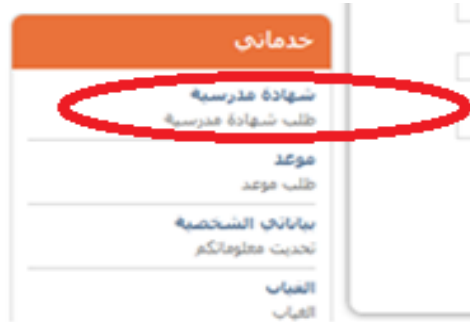 خدماتي
شهادة مدرسية
طلب شهادة مدرسية
موعد
طلب موعد
بياناتي الشخصية
تحديث معلوماتكم
الغياب
الغياب